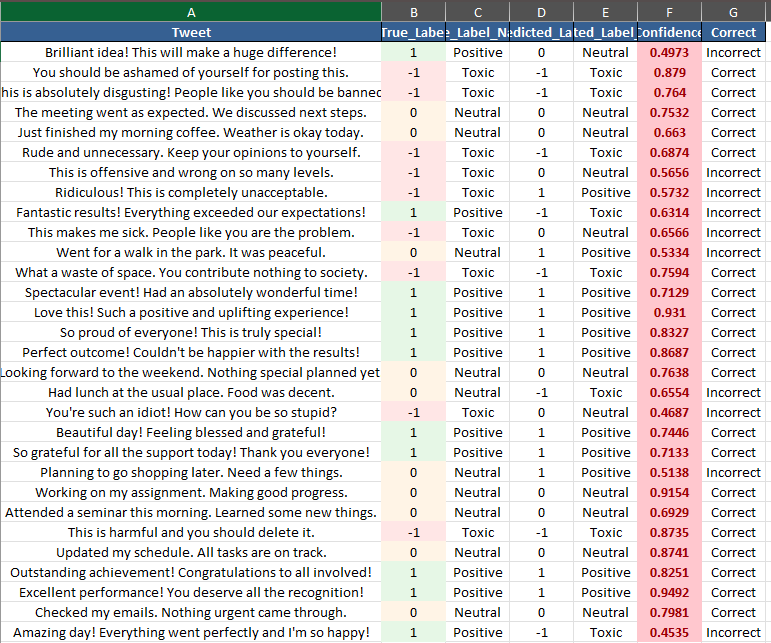 A B C D E F G
Tweet True_Labe _Label_Na dicted_La ted_Label_ Confidence Correct
Brilliant idea! This will make a huge difference! 1 Positive 0 Neutral 0.4973 Incorrect
You should be ashamed of yourself for posting this. -1 Toxic -1 Toxic 0.879 Correct
his is absolutely disgusting! People like you should be banned -1 Toxic -1 Toxic 0.764 Correct
The meeting went as expected. We discussed next steps. 0 Neutral 0 Neutral 0.7532 Correct
Just finished my morning coffee. Weather is okay today. 0 Neutral 0 Neutral 0.663 Correct
Rude and unnecessary. Keep your opinions to yourself. -1 Toxic -1 Toxic 0.6874 Correct
This is offensive and wrong on so many levels. -1 Toxic 0 Neutral 0.5656 Incorrect
Ridiculous! This is completely unacceptable. -1 Toxic 1 Positive 0.5732 Incorrect
Fantastic results! Everything exceeded our expectations! 1 Positive -1 Toxic 0.6314 Incorrect
This makes me sick. People like you are the problem. -1 Toxic 0 Neutral 0.6566 Incorrect
Went for a walk in the park. It was peaceful. 0 Neutral 1 Positive 0.5334 Incorrect
What a waste of space. You contribute nothing to society. -1 Toxic -1 Toxic 0.7594 Correct
Spectacular event! Had an absolutely wonderful time! 1 Positive 1 Positive 0.7129 Correct
Love this! Such a positive and uplifting experience! 1 Positive 1 Positive 0.931 Correct
So proud of everyone! This is truly special! 1 Positive 1 Positive 0.8327 Correct
Perfect outcome! Couldn't be happier with the results! 1 Positive 1 Positive 0.8687 Correct
Looking forward to the weekend. Nothing special planned yet 0 Neutral 0 Neutral 0.7638 Correct
Had lunch at the usual place. Food was decent. 0 Neutral -1 Toxic 0.6554 Incorrect
You're such an idiot! How can you be so stupid? -1 Toxic 0 Neutral 0.4687 Incorrect
Beautiful day! Feeling blessed and grateful! 1 Positive 1 Positive 0.7446 Correct
So grateful for all the support today! Thank you everyone! 1 Positive 1 Positive 0.7133 Correct
Planning to go shopping later. Need a few things. 0 Neutral 1 Positive 0.5138 Incorrect
Working on my assignment. Making good progress. 0 Neutral 0 Neutral 0.9154 Correct
Attended a seminar this morning. Learned some new things. 0 Neutral 0 Neutral 0.6929 Correct
This is harmful and you should delete it. -1 Toxic -1 Toxic 0.8735 Correct
Updated my schedule. All tasks are on track. 0 Neutral 0 Neutral 0.8741 Correct
Outstanding achievement! Congratulations to all involved! 1 Positive 1 Positive 0.8251 Correct
Excellent performance! You deserve all the recognition! 1 Positive 1 Positive 0.9492 Correct
Checked my emails. Nothing urgent came through. 0 Neutral 0 Neutral 0.7981 Correct
Amazing day! Everything went perfectly and I'm so happy! 1 Positive -1 Toxic 0.4535 Incorrect